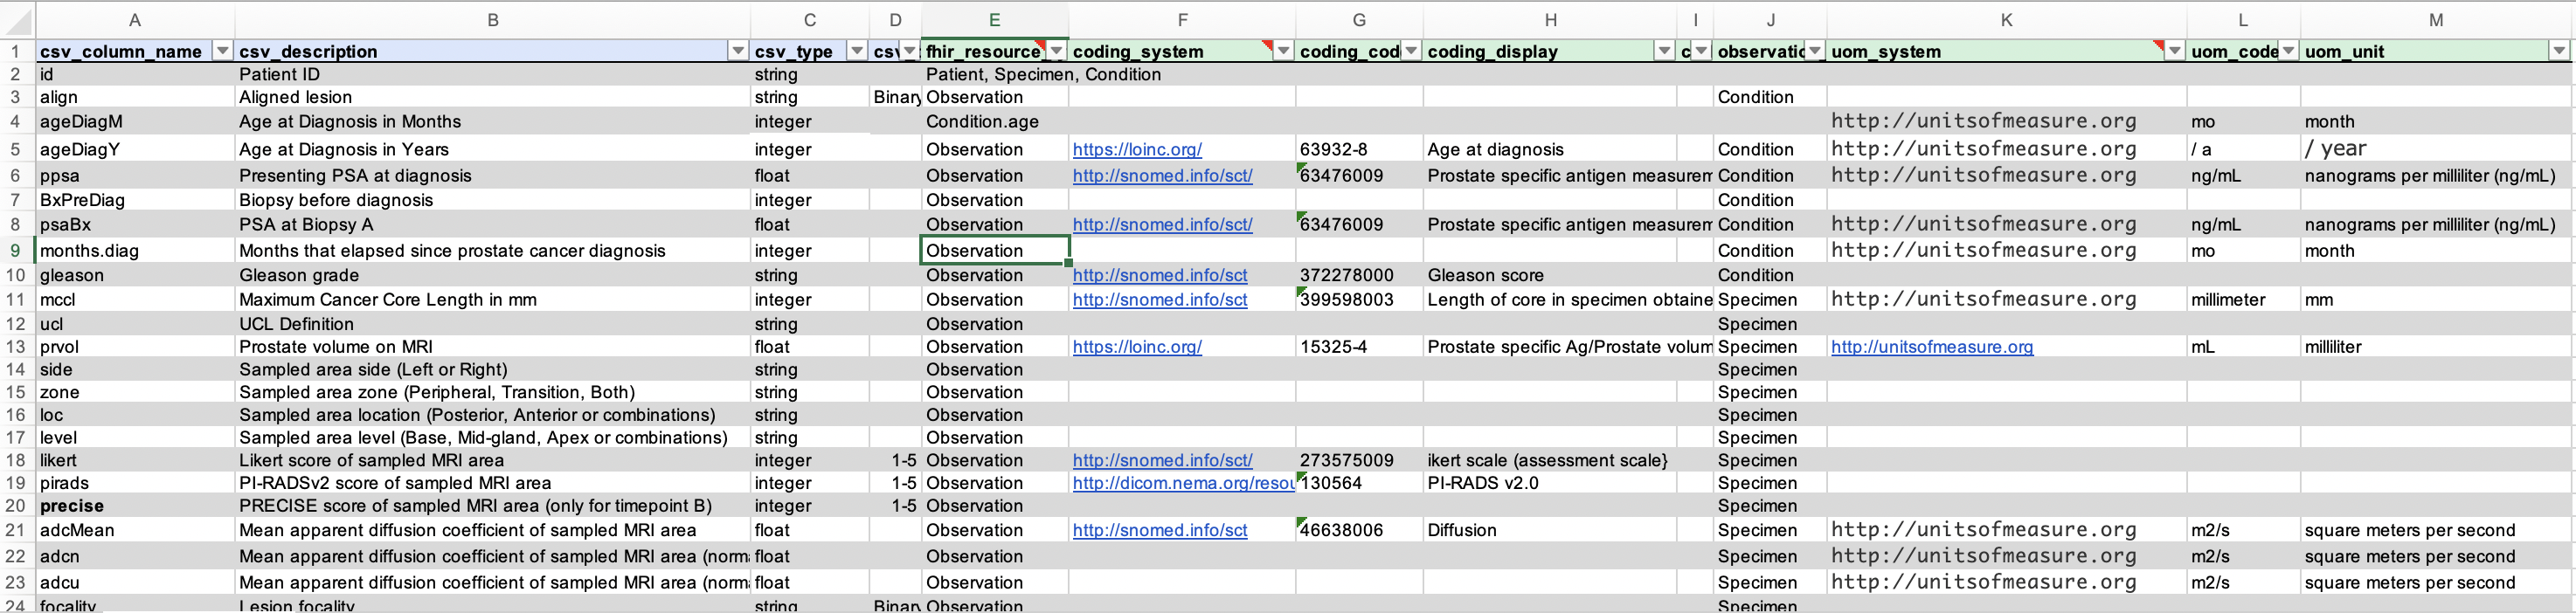 A B C D E F G H I J K L M
1 csv_column_name csv_description csv_type csv_ fhir_resource_ coding_system coding_cod coding_display c observatio uom_system uom_code uom_unit
2 id Patient ID string Patient, Specimen, Condition
3 align Aligned lesion string Binary Observation Condition
4 ageDiagM Age at Diagnosis in Months integer Condition.age http://unitsofmeasure.org mo month
5 ageDiagY Age at Diagnosis in Years integer Observation https://loinc.org/ 63932-8 Age at diagnosis Condition http://unitsofmeasure.org / a / year
6 ppsa Presenting PSA at diagnosis float Observation http://snomed.info/sct/ 63476009 Prostate specific antigen measurem Condition http://unitsofmeasure.org ng/mL nanograms per milliliter (ng/mL)
7 BxPreDiag Biopsy before diagnosis integer Observation Condition
8 psaBx PSA at Biopsy A float Observation http://snomed.info/sct/ 63476009 Prostate specific antigen measurem Condition http://unitsofmeasure.org ng/mL nanograms per milliliter (ng/mL)
9 months.diag Months that elapsed since prostate cancer diagnosis integer Observation Condition http://unitsofmeasure.org mo month
10 gleason Gleason grade string Observation http://snomed.info/sct 372278000 Gleason score Condition
11 mccl Maximum Cancer Core Length in mm integer Observation http://snomed.info/sct 399598003 Length of core in specimen obtaine Specimen http://unitsofmeasure.org millimeter mm
12 ucl UCL Definition string Observation Specimen
13 prvol Prostate volume on MRI float Observation https://loinc.org/ 15325-4 Prostate specific Ag/Prostate volum Specimen http://unitsofmeasure.org mL milliliter
14 side Sampled area side (Left or Right) string Observation Specimen
15 zone Sampled area zone (Peripheral, Transition, Both) string Observation Specimen
16 loc Sampled area location (Posterior, Anterior or combinations) string Observation Specimen
17 level Sampled area level (Base, Mid-gland, Apex or combinations) string Observation Specimen
18 likert Likert score of sampled MRI area integer 1-5 Observation http://snomed.info/sct/ 273575009 ikert scale (assessment scale} Specimen
19 pirads PI-RADSv2 score of sampled MRI area integer 1-5 Observation http://dicom.nema.org/resou 130564 PI-RADS v2.0 Specimen
20 precise PRECISE score of sampled MRI area (only for timepoint B) integer 1-5 Observation Specimen
21 adcMean Mean apparent diffusion coefficient of sampled MRI area float Observation http://snomed.info/sct 46638006 Diffusion Specimen http://unitsofmeasure.org m2/s square meters per second
22 adcn Mean apparent diffusion coefficient of sampled MRI area (norma float Observation Specimen http://unitsofmeasure.org m2/s square meters per second
23 adcu Mean apparent diffusion coefficient of sampled MRI area (norma float Observation Specimen http://unitsofmeasure.org m2/s square meters per second
24 focality Lesion focality string Binary Observation Specimen